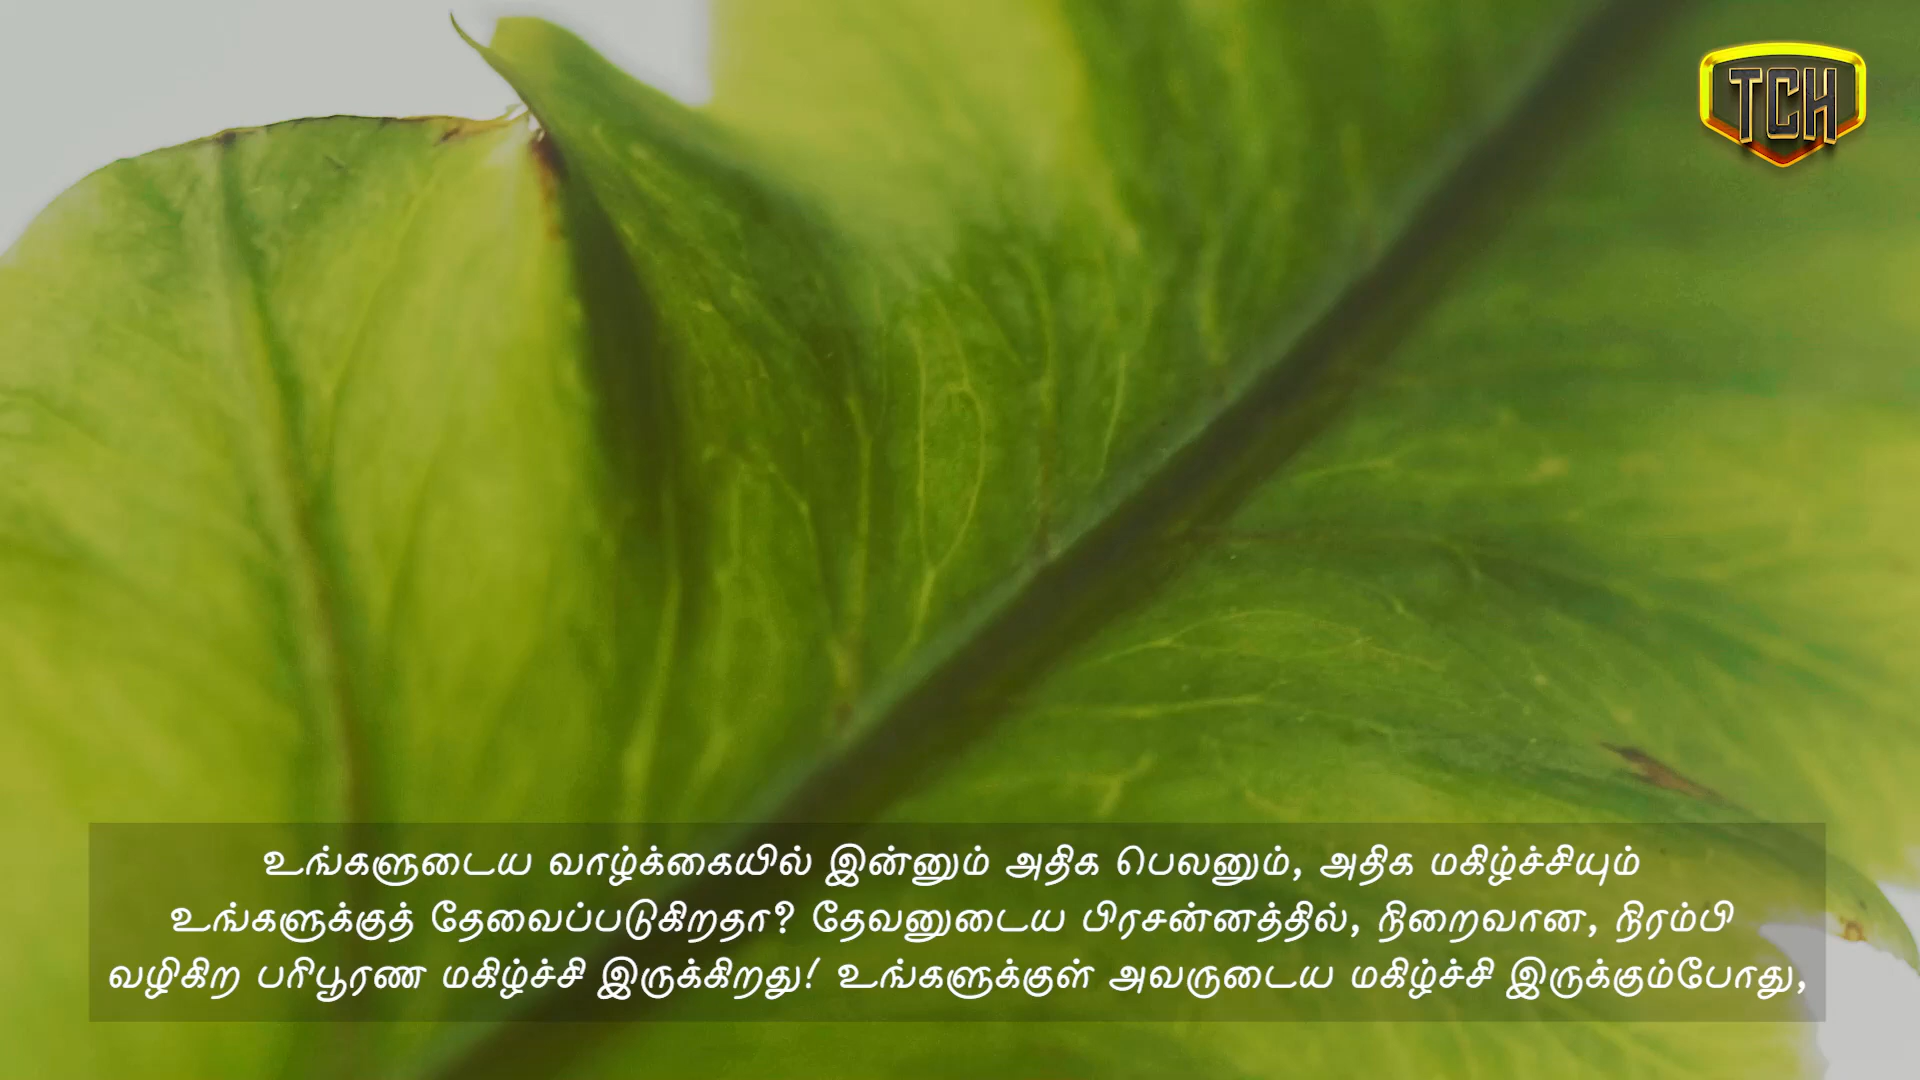 TCH
உங்களுடைய வாழ்க்கையில் இன்னும் அதிக பெலனும், அதிக மகிழ்ச்சியும்
உங்களுக்குத் தேவைப்படுகிறதா? தேவனுடைய பிரசன்னத்தில், நிறைவான, நிரம்பி
வழிகிற பரிபூரண மகிழ்ச்சி இருக்கிறது! உங்களுக்குள் அவருடைய மகிழ்ச்சி இருக்கும்போது,